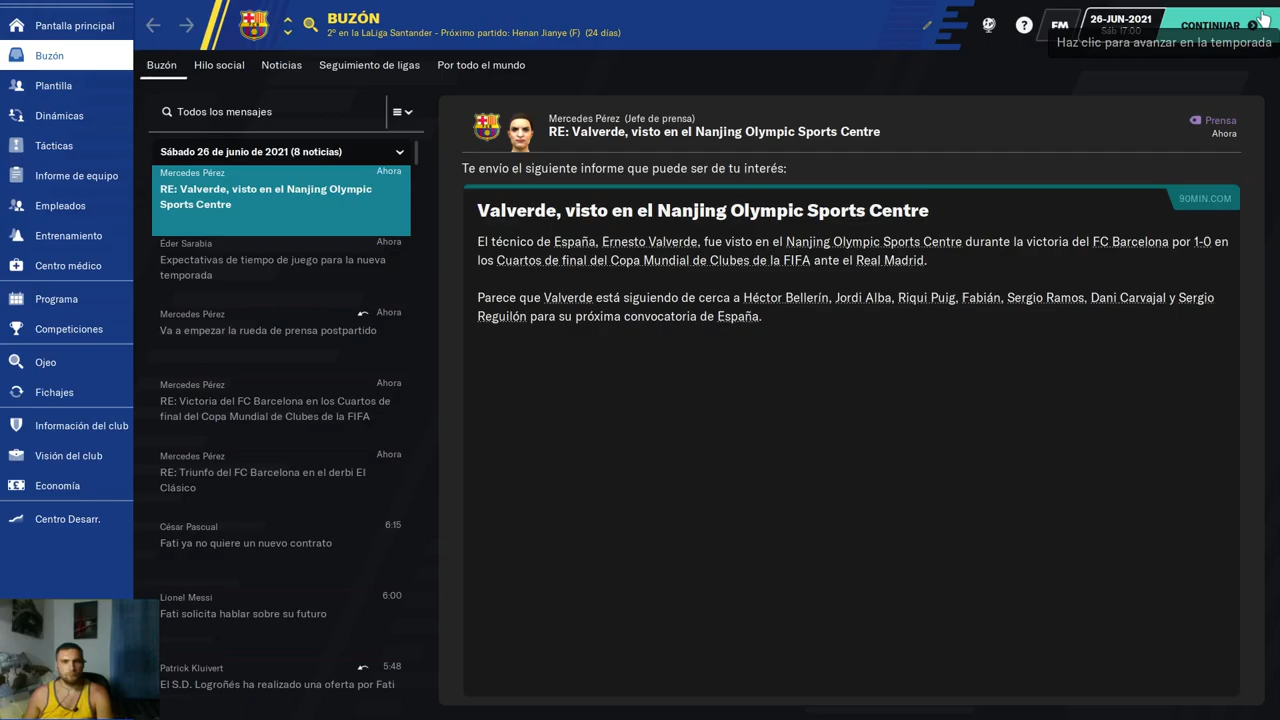 Pantalla principal
Buzón
Plantilla
Dinámicas
Tácticas
Informe de equipo
Empleados
Entrenamiento
Centro médico
Programa
Competiciones
Ojeo
Fichajes
Información del club
Visión del club
Economía
Centro Desarr.
BUZÓN
2º en la LaLiga Santander - Próximo partido: Henan Jianye (F) (24 días)
FM
26-JUN-2021
Sáb 17:00
CONTINUAR
Haz clic para avanzar en la temporada
Buzón Hilo social Noticias Seguimiento de ligas Por todo el mundo
Todos los mensajes
Sábado 26 de junio de 2021 (8 noticias)
Mercedes Pérez Ahora
RE: Valverde, visto en el Nanjing Olympic
Sports Centre
Éder Sarabia Ahora
Expectativas de tiempo de juego para la nueva
temporada
Mercedes Pérez Ahora
Va a empezar la rueda de prensa postpartido
Mercedes Pérez Ahora
RE: Victoria del FC Barcelona en los Cuartos de
final del Copa Mundial de Clubes de la FIFA
Mercedes Pérez Ahora
RE: Triunfo del FC Barcelona en el derbi El
Clásico
César Pascual 6:15
Fati ya no quiere un nuevo contrato
Lionel Messi 6:00
Fati solicita hablar sobre su futuro
Patrick Kluivert 5:48
El S.D. Logroñés ha realizado una oferta por Fati
Mercedes Pérez (Jefe de prensa)
RE: Valverde, visto en el Nanjing Olympic Sports Centre
Prensa
Ahora
Te envío el siguiente informe que puede ser de tu interés:
90MIN.COM
Valverde, visto en el Nanjing Olympic Sports Centre
El técnico de España, Ernesto Valverde, fue visto en el Nanjing Olympic Sports Centre durante la victoria del FC Barcelona por 1-0 en
los Cuartos de final del Copa Mundial de Clubes de la FIFA ante el Real Madrid.
Parece que Valverde está siguiendo de cerca a Héctor Bellerín, Jordi Alba, Riqui Puig, Fabián, Sergio Ramos, Dani Carvajal y Sergio
Reguilón para su próxima convocatoria de España.